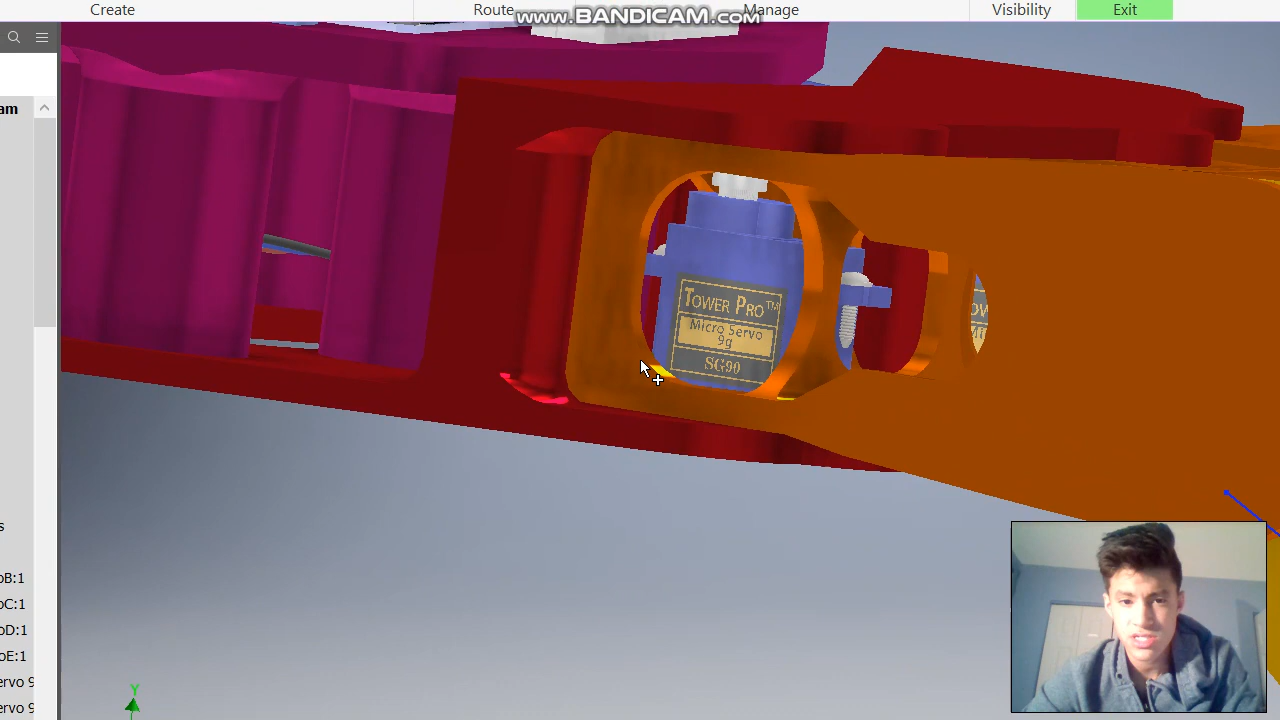 Create Route Manage Visibility Exit
www.BANDICAM.com
am
TOWER PRO™
Micro Servo
9g
SG90
s
oB:1
oC:1
oD:1
oE:1
ervo 9
ervo 9
Y